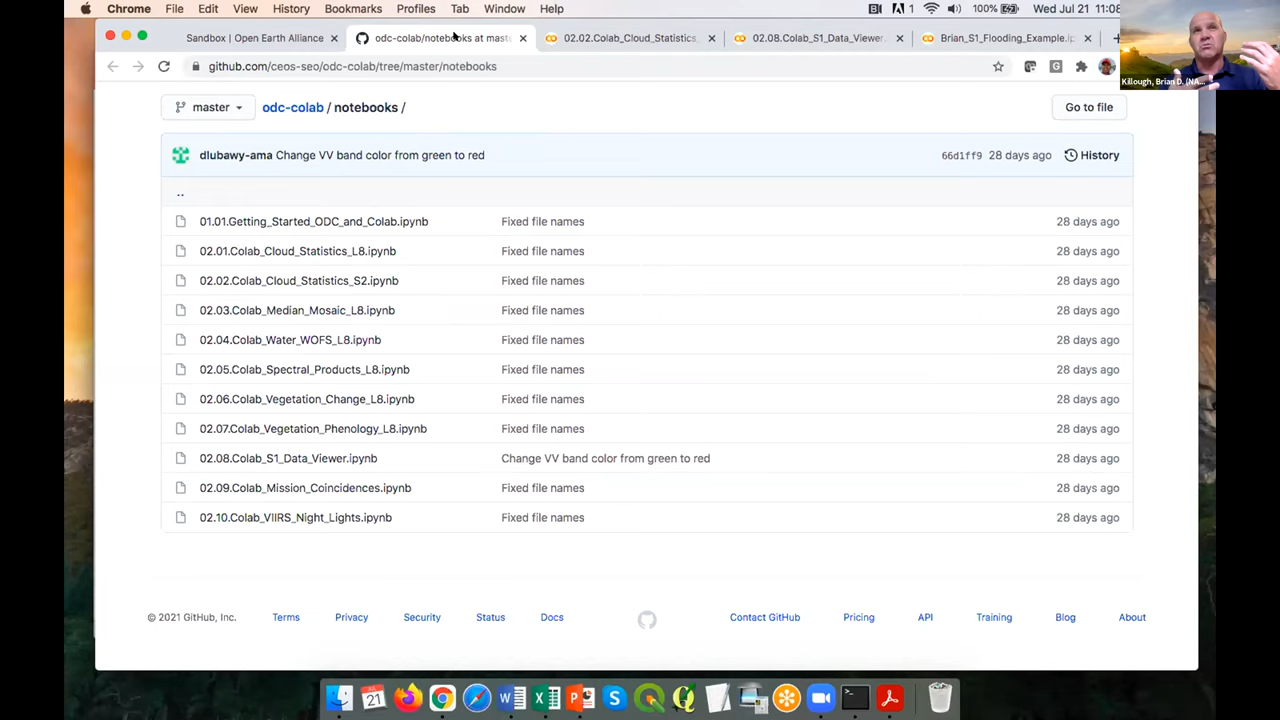 Chrome File Edit View History Bookmarks Profiles Tab Window Help 1 100% Wed Jul 21 11:08
Sandbox | Open Earth Alliance odc-colab/notebooks at mast 02.02.Colab_Cloud_Statistics_ 02.08.Colab_S1_Data_Viewer. Brian_S1_Flooding_Example.ip
github.com/ceos-seo/odc-colab/tree/master/notebooks
Killough, Brian D. (NA...
master odc-colab / notebooks / Go to file
dlubawy-ama Change VV band color from green to red 66d1ff9 28 days ago History
..
01.01.Getting_Started_ODC_and_Colab.ipynb Fixed file names 28 days ago
02.01.Colab_Cloud_Statistics_L8.ipynb Fixed file names 28 days ago
02.02.Colab_Cloud_Statistics_S2.ipynb Fixed file names 28 days ago
02.03.Colab_Median_Mosaic_L8.ipynb Fixed file names 28 days ago
02.04.Colab_Water_WOFS_L8.ipynb Fixed file names 28 days ago
02.05.Colab_Spectral_Products_L8.ipynb Fixed file names 28 days ago
02.06.Colab_Vegetation_Change_L8.ipynb Fixed file names 28 days ago
02.07.Colab_Vegetation_Phenology_L8.ipynb Fixed file names 28 days ago
02.08.Colab_S1_Data_Viewer.ipynb Change VV band color from green to red 28 days ago
02.09.Colab_Mission_Coincidences.ipynb Fixed file names 28 days ago
02.10.Colab_VIIRS_Night_Lights.ipynb Fixed file names 28 days ago
© 2021 GitHub, Inc. Terms Privacy Security Status Docs Contact GitHub Pricing API Training Blog About
21